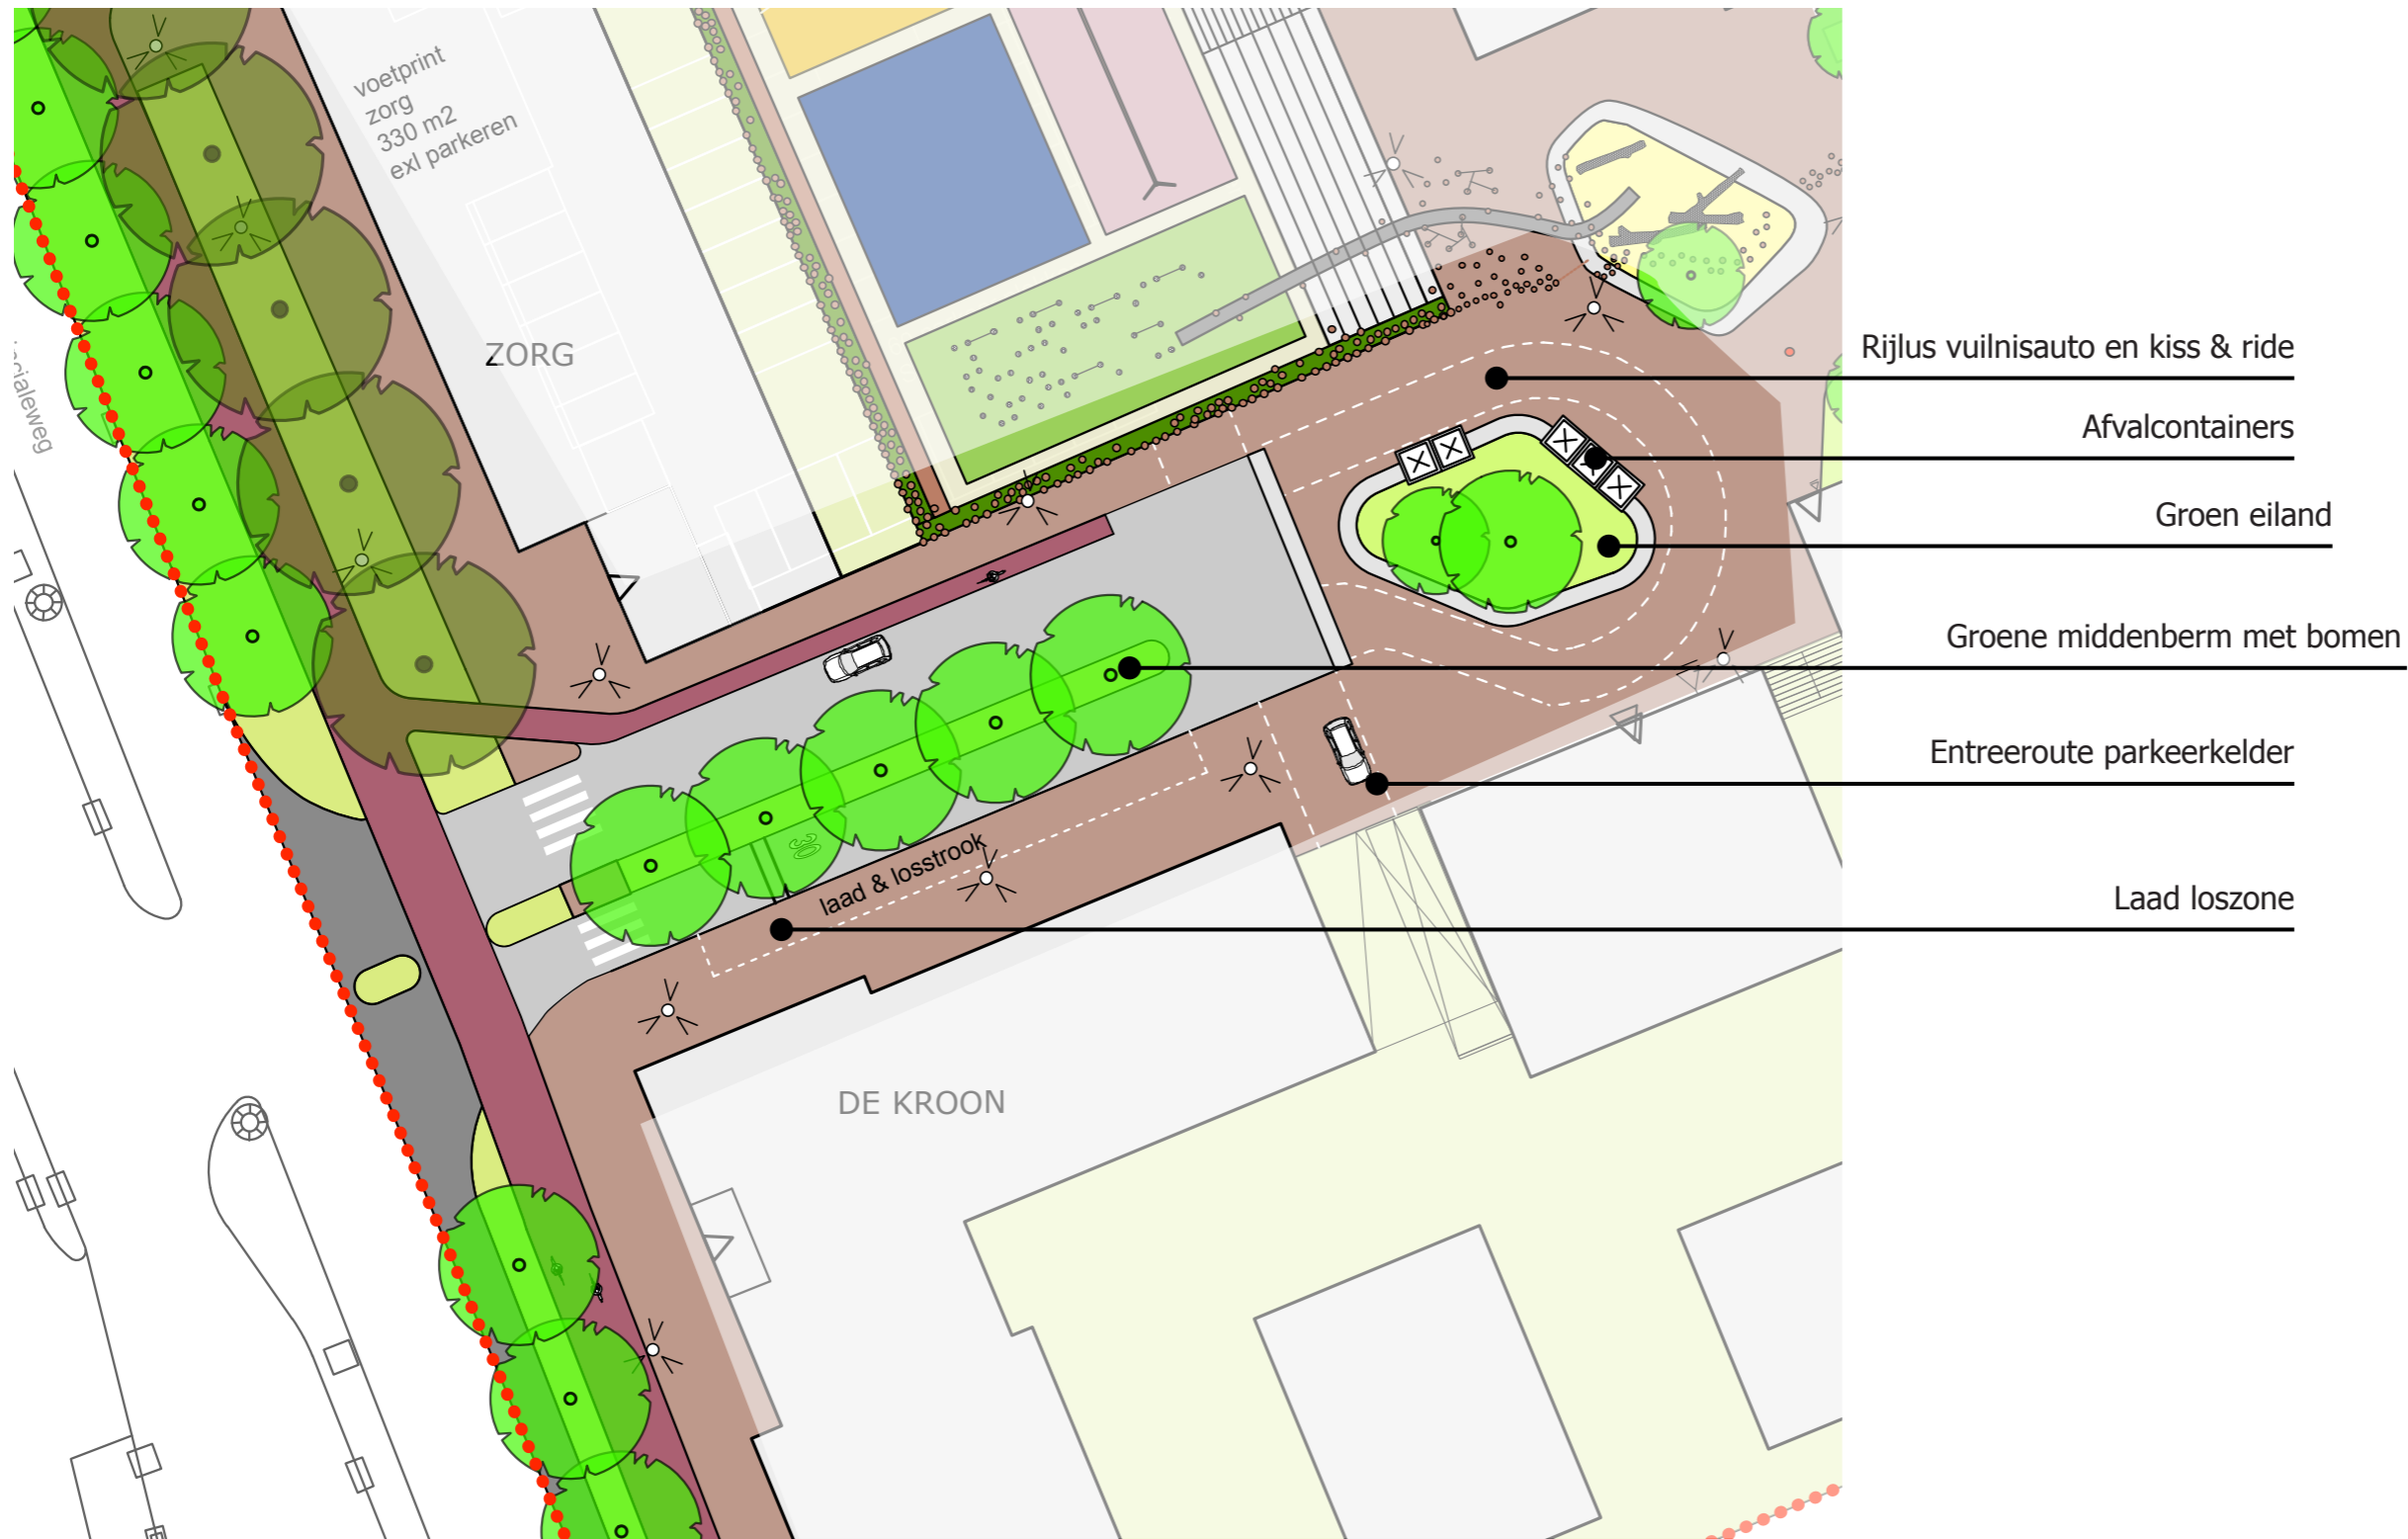 voetprint
zorg
330 m2
exl parkeren
ZORG
Rijlus vuilnisauto en kiss & ride
Afvalcontainers
Groen eiland
Groene middenberm met bomen
Entreeroute parkeerkelder
30
laad & losstrook
Laad loszone
DE KROON